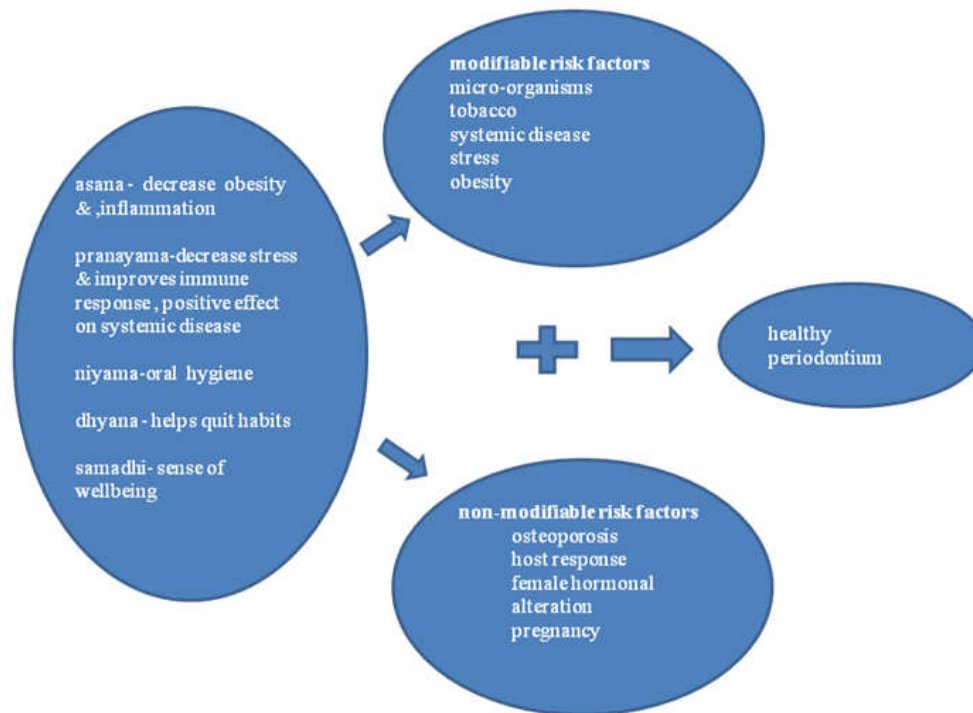 asana - decrease obesity
& ,inflammation
pranayama-decrease stress
& improves immune
response , positive effect
on systemic disease
niyama-oral hygiene
dhyana - helps quit habits
samadhi- sense of
wellbeing
modifiable risk factors
micro-organisms
tobacco
systemic disease
stress
obesity
non-modifiable risk factors
osteoporosis
host response
female hormonal
alteration
pregnancy
healthy
periodontium